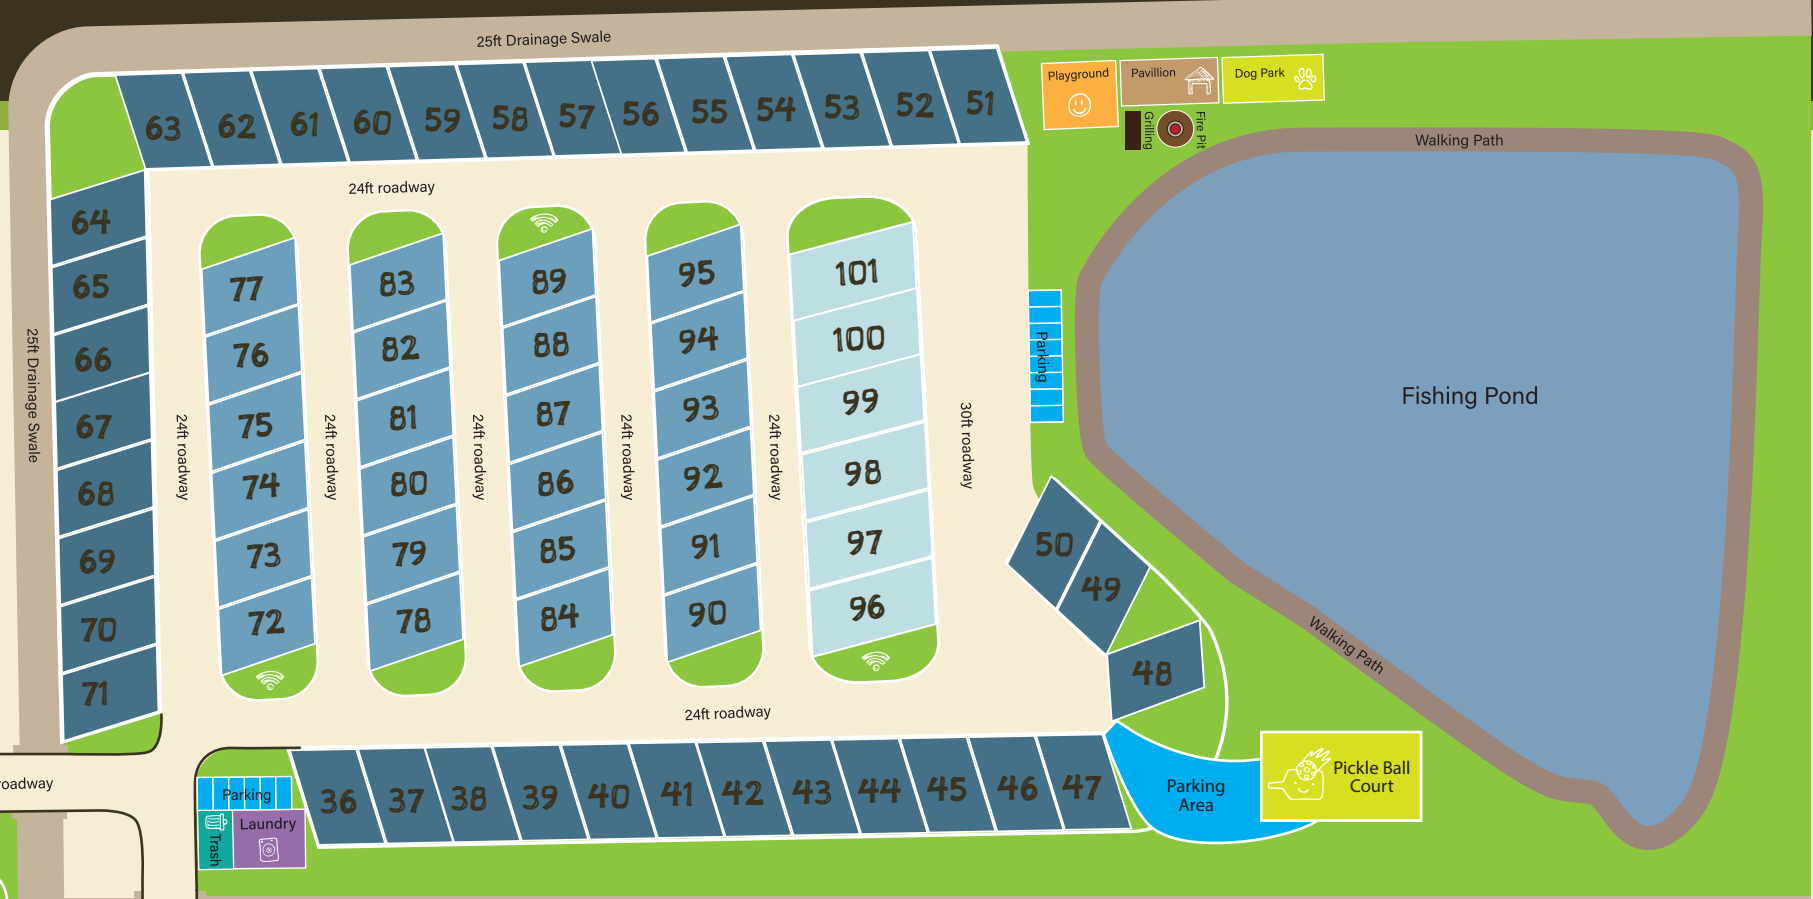 25ft Drainage Swale
63 62 61 60 59 58 57 56 55 54 53 52 51
Playground
Pavillion
Dog Park
Grilling
Fire Pit
Walking Path
24ft roadway
25ft Drainage Swale
64
65
66
67
68
69
70
71
24ft roadway
77
76
75
74
73
72
24ft roadway
83
82
81
80
79
78
24ft roadway
89
88
87
86
85
84
24ft roadway
95
94
93
92
91
90
24ft roadway
101
100
99
98
97
96
30ft roadway
Parking
Fishing Pond
50
49
48
Walking Path
24ft roadway
roadway
Parking
Trash
Laundry
36 37 38 39 40 41 42 43 44 45 46 47
Parking
Area
Pickle Ball
Court